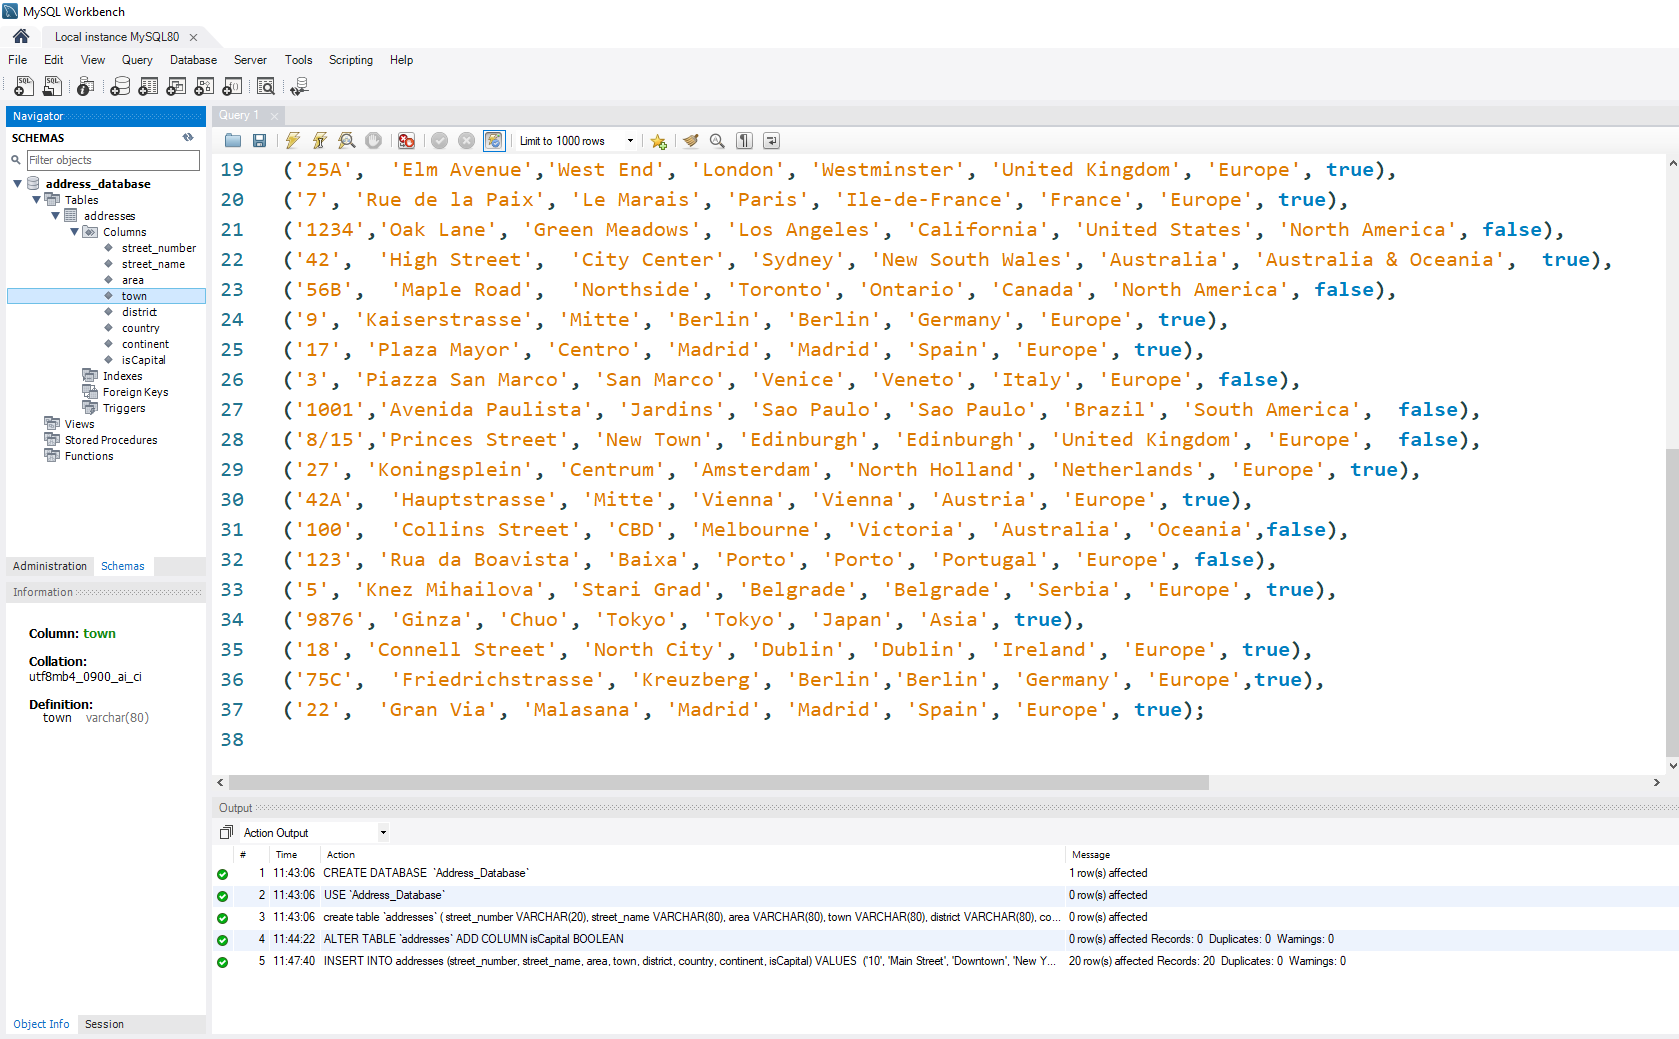 MySQL Workbench
Local instance MySQL80
File Edit View Query Database Server Tools Scripting Help
Navigator
SCHEMAS
Filter objects
address_database
Tables
addresses
Columns
street_number
street_name
area
town
district
country
continent
isCapital
Indexes
Foreign Keys
Triggers
Views
Stored Procedures
Functions
Administration Schemas
Information
Column: town
Collation:
utf8mb4_0900_ai_ci
Definition:
town varchar(80)
Object Info Session
Query 1
Limit to 1000 rows
19 ('25A', 'Elm Avenue','West End', 'London', 'Westminster', 'United Kingdom', 'Europe', true),
20 ('7', 'Rue de la Paix', 'Le Marais', 'Paris', 'Ile-de-France', 'France', 'Europe', true),
21 ('1234','Oak Lane', 'Green Meadows', 'Los Angeles', 'California', 'United States', 'North America', false),
22 ('42', 'High Street', 'City Center', 'Sydney', 'New South Wales', 'Australia', 'Australia & Oceania', true),
23 ('56B', 'Maple Road', 'Northside', 'Toronto', 'Ontario', 'Canada', 'North America', false),
24 ('9', 'Kaiserstrasse', 'Mitte', 'Berlin', 'Berlin', 'Germany', 'Europe', true),
25 ('17', 'Plaza Mayor', 'Centro', 'Madrid', 'Madrid', 'Spain', 'Europe', true),
26 ('3', 'Piazza San Marco', 'San Marco', 'Venice', 'Veneto', 'Italy', 'Europe', false),
27 ('1001','Avenida Paulista', 'Jardins', 'Sao Paulo', 'Sao Paulo', 'Brazil', 'South America', false),
28 ('8/15','Princes Street', 'New Town', 'Edinburgh', 'Edinburgh', 'United Kingdom', 'Europe', false),
29 ('27', 'Koningsplein', 'Centrum', 'Amsterdam', 'North Holland', 'Netherlands', 'Europe', true),
30 ('42A', 'Hauptstrasse', 'Mitte', 'Vienna', 'Vienna', 'Austria', 'Europe', true),
31 ('100', 'Collins Street', 'CBD', 'Melbourne', 'Victoria', 'Australia', 'Oceania',false),
32 ('123', 'Rua da Boavista', 'Baixa', 'Porto', 'Porto', 'Portugal', 'Europe', false),
33 ('5', 'Knez Mihailova', 'Stari Grad', 'Belgrade', 'Belgrade', 'Serbia', 'Europe', true),
34 ('9876', 'Ginza', 'Chuo', 'Tokyo', 'Tokyo', 'Japan', 'Asia', true),
35 ('18', 'Connell Street', 'North City', 'Dublin', 'Dublin', 'Ireland', 'Europe', true),
36 ('75C', 'Friedrichstrasse', 'Kreuzberg', 'Berlin','Berlin', 'Germany', 'Europe',true),
37 ('22', 'Gran Via', 'Malasana', 'Madrid', 'Madrid', 'Spain', 'Europe', true);
38
Output
Action Output
# Time Action Message
1 11:43:06 CREATE DATABASE `Address_Database` 1 row(s) affected
2 11:43:06 USE `Address_Database` 0 row(s) affected
3 11:43:06 create table `addresses` ( street_number VARCHAR(20), street_name VARCHAR(80), area VARCHAR(80), town VARCHAR(80), district VARCHAR(80), co... 0 row(s) affected
4 11:44:22 ALTER TABLE `addresses` ADD COLUMN isCapital BOOLEAN 0 row(s) affected Records: 0 Duplicates: 0 Warnings: 0
5 11:47:40 INSERT INTO addresses (street_number, street_name, area, town, district, country, continent, isCapital) VALUES ('10', 'Main Street', 'Downtown', 'New Y... 20 row(s) affected Records: 20 Duplicates: 0 Warnings: 0